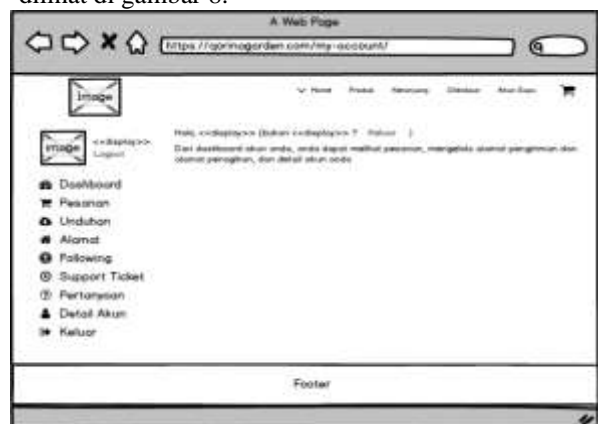 dilihat di gambar 8.
A Web Page
https://qorinagarden.com/my-account/
Image
Home Produk Keranjang Checkout Akun Saya
image
<<display>>
Logout
Halo, <<display>> (bukan <<display>> ? Keluar )
Dari dashboard akun anda, anda dapat melihat pesanan, mengelola alamat pengiriman dan
alamat penagihan, dan detail akun anda
Dashboard
Pesanan
Unduhan
Alamat
Following
Support Ticket
Pertanyaan
Detail Akun
Keluar
Footer